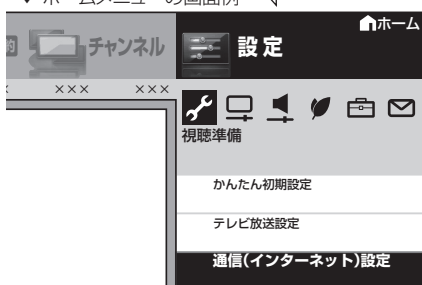 ホームメニューの画面例
ホーム
チャンネル
設定
××× ×××
視聴準備
かんたん初期設定
テレビ放送設定
通信(インターネット)設定